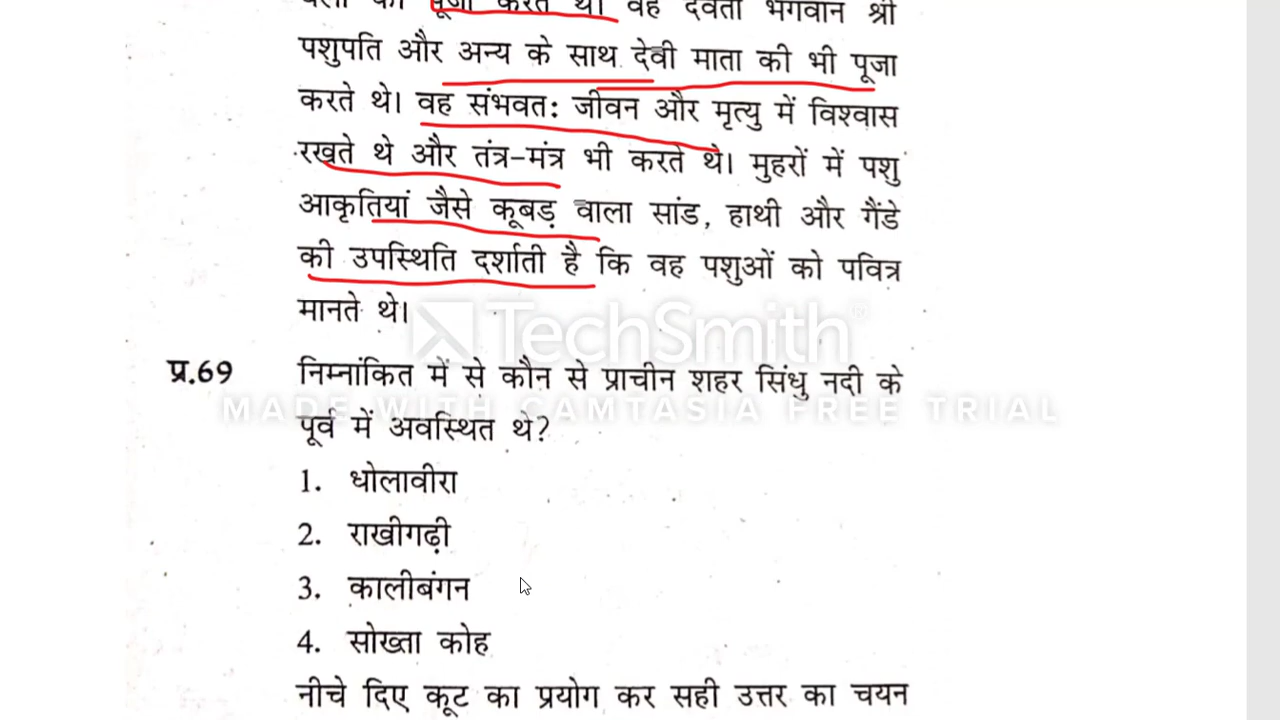 पूजा करते थे। वह देवता भगवान श्री
पशुपति और अन्य के साथ देवी माता की भी पूजा
करते थे। वह संभवतः जीवन और मृत्यु में विश्वास
रखते थे और तंत्र-मंत्र भी करते थे। मुहरों में पशु
आकृतियां जैसे कूबड़ वाला सांड, हाथी और गैंडे
की उपस्थिति दर्शाती है कि वह पशुओं को पवित्र
मानते थे।
TechSmith®
प्र.69 निम्नांकित में से कौन से प्राचीन शहर सिंधु नदी के
MADE WITH CAMTASIA FREE TRIAL
पूर्व में अवस्थित थे?
1. धोलावीरा
2. राखीगढ़ी
3. कालीबंगन
4. सोख्ता कोह
नीचे दिए कूट का प्रयोग कर सही उत्तर का चयन